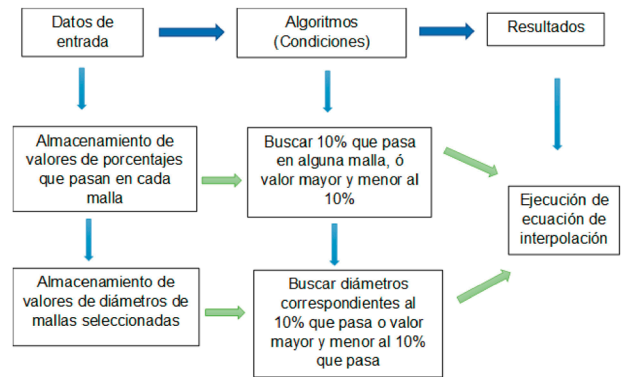 Datos de
entrada
Algoritmos
(Condiciones)
Resultados
Almacenamiento de
valores de porcentajes
que pasan en cada
malla
Buscar 10% que pasa
en alguna malla, ó
valor mayor y menor al
10%
Ejecución de
ecuación de
interpolación
Almacenamiento de
valores de diámetros de
mallas seleccionadas
Buscar diámetros
correspondientes al
10% que pasa o valor
mayor y menor al 10%
que pasa